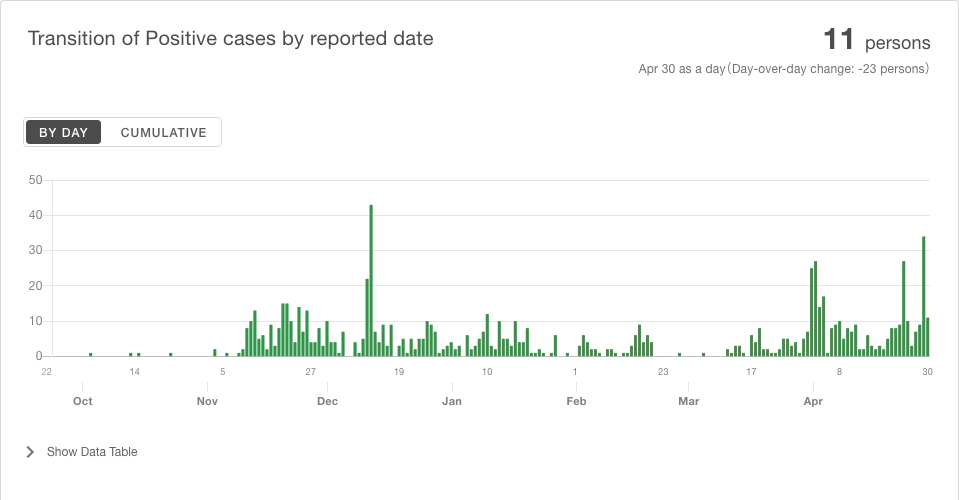 Transition of Positive cases by reported date
11 persons
Apr 30 as a day(Day-over-day change: -23 persons)
BY DAY CUMULATIVE
50
40
30
20
10
0
22 14 5 27 19 10 1 23 17 8 30
Oct Nov Dec Jan Feb Mar Apr
Show Data Table